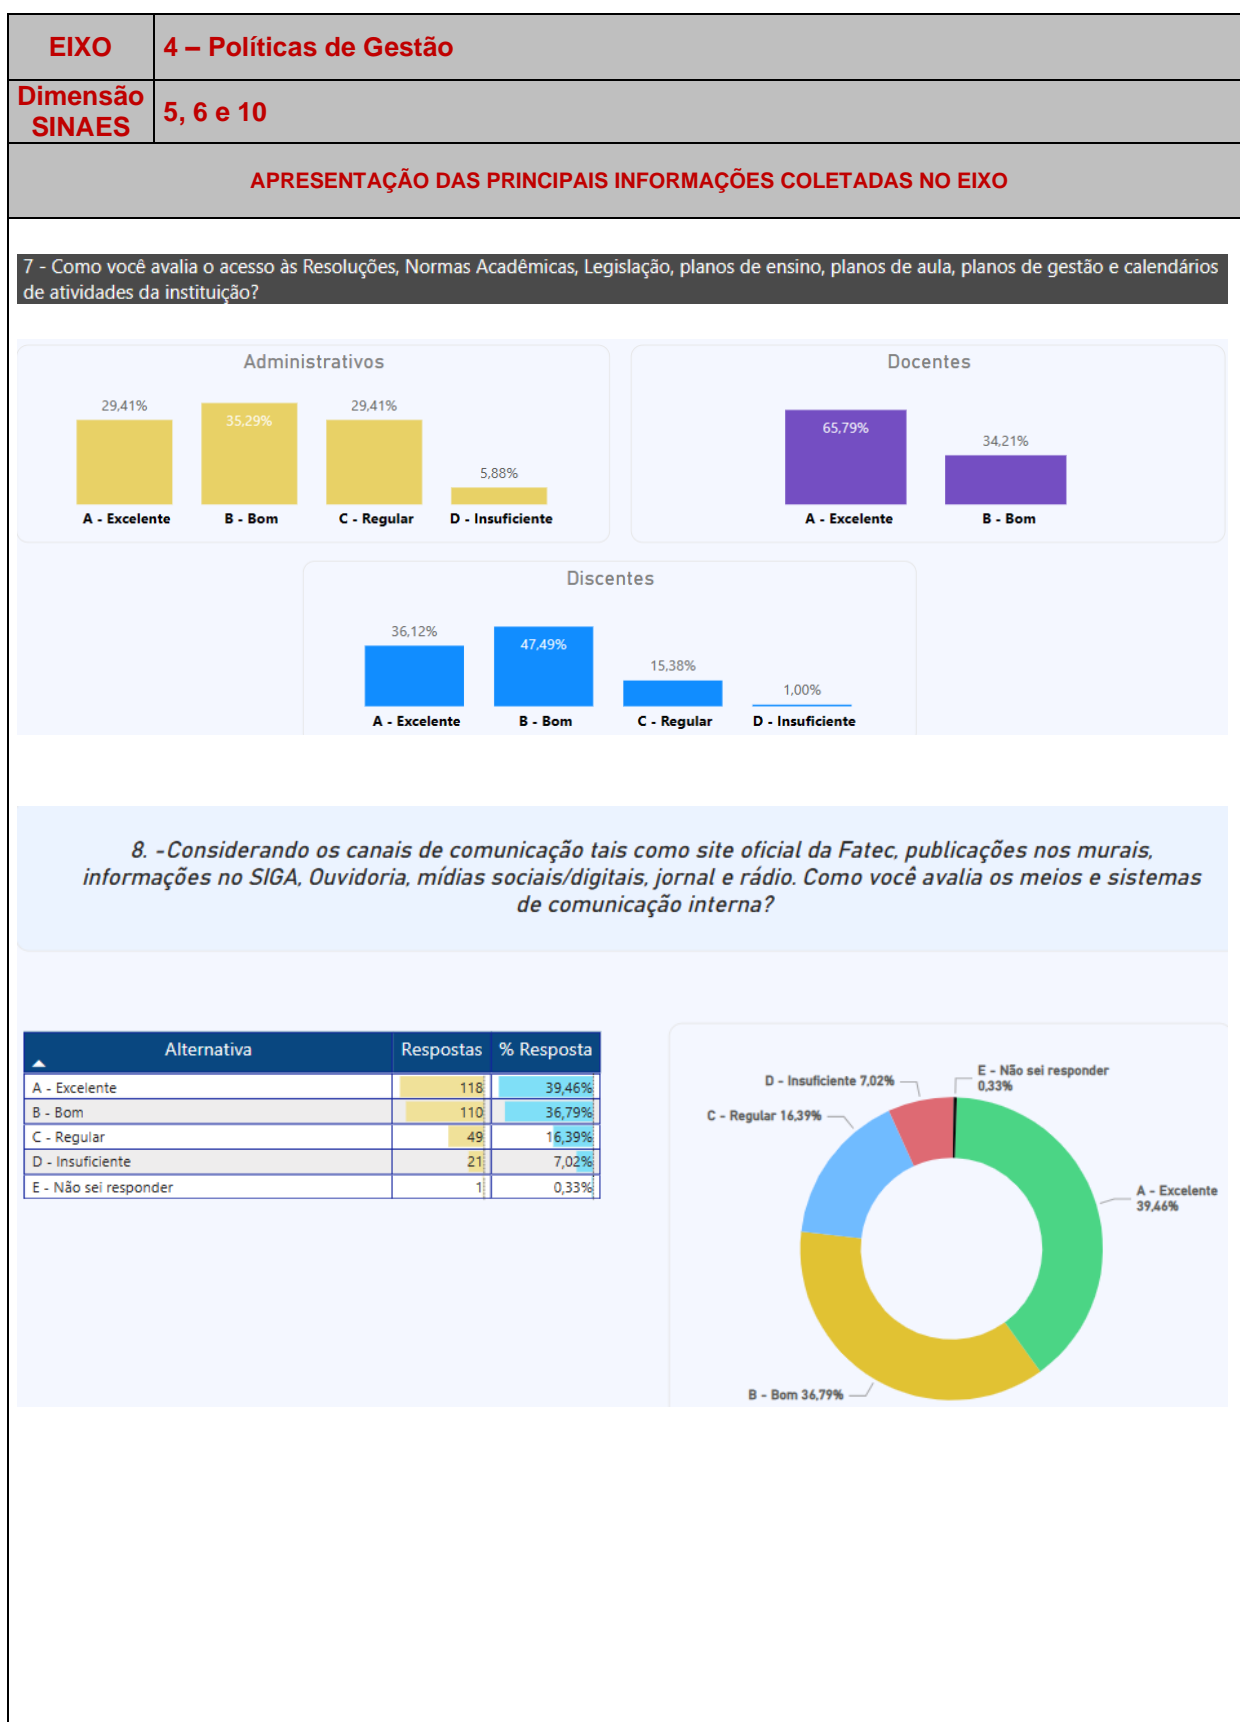 EIXO
4 – Políticas de Gestão
Dimensão
SINAES
5, 6 e 10
APRESENTAÇÃO DAS PRINCIPAIS INFORMAÇÕES COLETADAS NO EIXO
7 - Como você avalia o acesso às Resoluções, Normas Acadêmicas, Legislação, planos de ensino, planos de aula, planos de gestão e calendários
de atividades da instituição?
Administrativos
29,41% 35,29% 29,41% 5,88%
A - Excelente B - Bom C - Regular D - Insuficiente
Docentes
65,79% 34,21%
A - Excelente B - Bom
Discentes
36,12% 47,49% 15,38% 1,00%
A - Excelente B - Bom C - Regular D - Insuficiente
8. -Considerando os canais de comunicação tais como site oficial da Fatec, publicações nos murais,
informações no SIGA, Ouvidoria, mídias sociais/digitais, jornal e rádio. Como você avalia os meios e sistemas
de comunicação interna?
Alternativa Respostas % Resposta
A - Excelente 118 39,46%
B - Bom 110 36,79%
C - Regular 49 16,39%
D - Insuficiente 21 7,02%
E - Não sei responder 1 0,33%
D - Insuficiente 7,02%
E - Não sei responder
0,33%
C - Regular 16,39%
A - Excelente
39,46%
B - Bom 36,79%